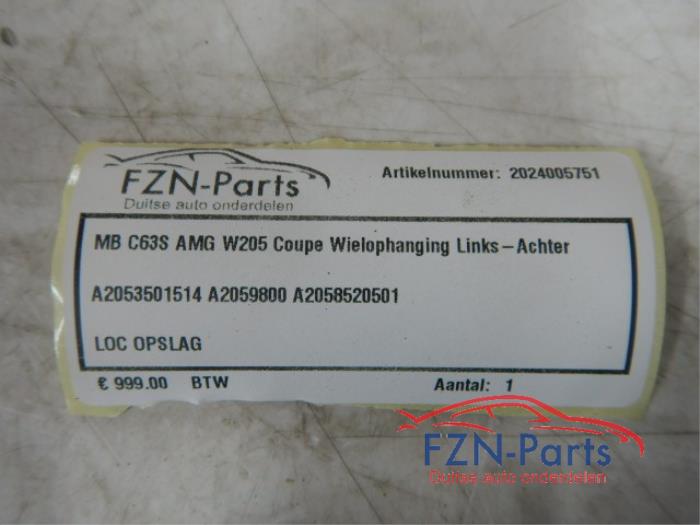 FZN-Parts
Duitse auto onderdelen
Artikelnummer: 2024005751
MB C63S AMG W205 Coupe Wielophanging Links-Achter
A2053501514 A2059800 A2058520501
LOC OPSLAG
€ 999.00 BTW
Aantal: 1
FZN-Parts
Duitse auto onderdelen